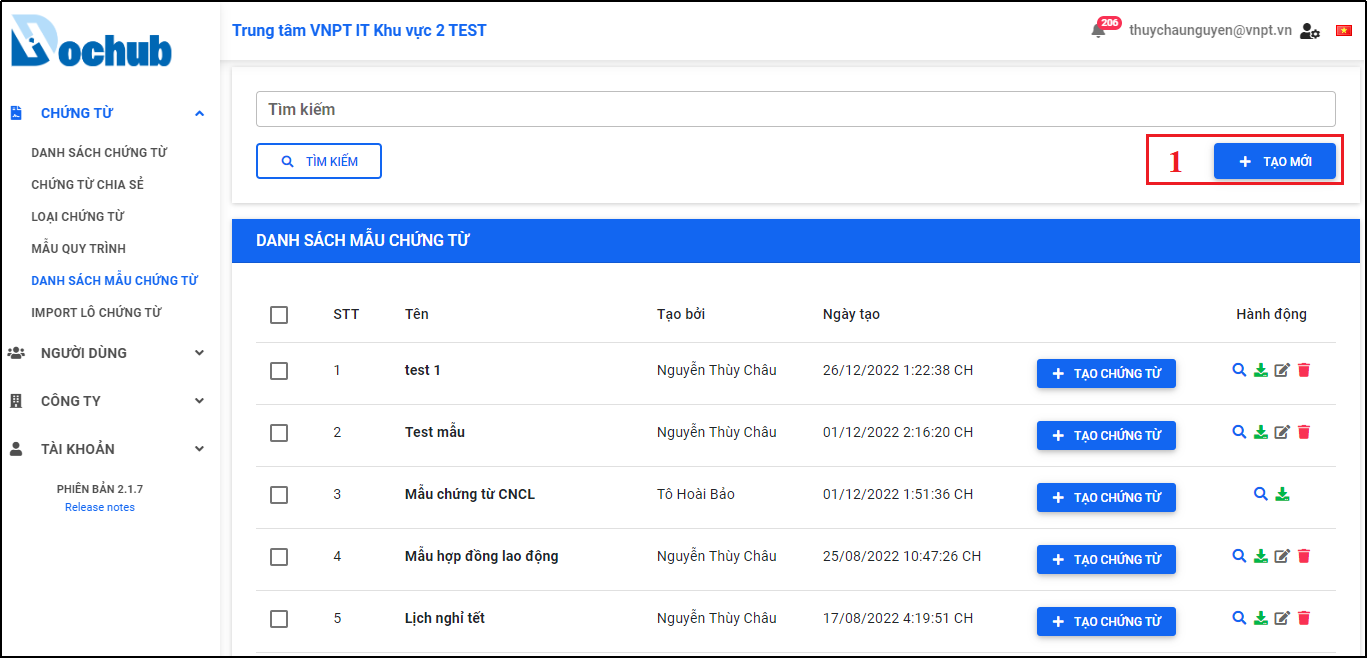 Dochub
Trung tâm VNPT IT Khu vực 2 TEST
206
thuychaunguyen@vnpt.vn
CHỨNG TỪ
DANH SÁCH CHỨNG TỪ
CHỨNG TỪ CHIA SẺ
LOẠI CHỨNG TỪ
MẪU QUY TRÌNH
DANH SÁCH MẪU CHỨNG TỪ
IMPORT LÔ CHỨNG TỪ
NGƯỜI DÙNG
CÔNG TY
TÀI KHOẢN
PHIÊN BẢN 2.1.7
Release notes
Tìm kiếm
TÌM KIẾM
1 TẠO MỚI
DANH SÁCH MẪU CHỨNG TỪ
STT Tên Tạo bởi Ngày tạo Hành động
1 test 1 Nguyễn Thùy Châu 26/12/2022 1:22:38 CH TẠO CHỨNG TỪ
2 Test mẫu Nguyễn Thùy Châu 01/12/2022 2:16:20 CH TẠO CHỨNG TỪ
3 Mẫu chứng từ CNCL Tô Hoài Bảo 01/12/2022 1:51:36 CH TẠO CHỨNG TỪ
4 Mẫu hợp đồng lao động Nguyễn Thùy Châu 25/08/2022 10:47:26 CH TẠO CHỨNG TỪ
5 Lịch nghỉ tết Nguyễn Thùy Châu 17/08/2022 4:19:51 CH TẠO CHỨNG TỪ